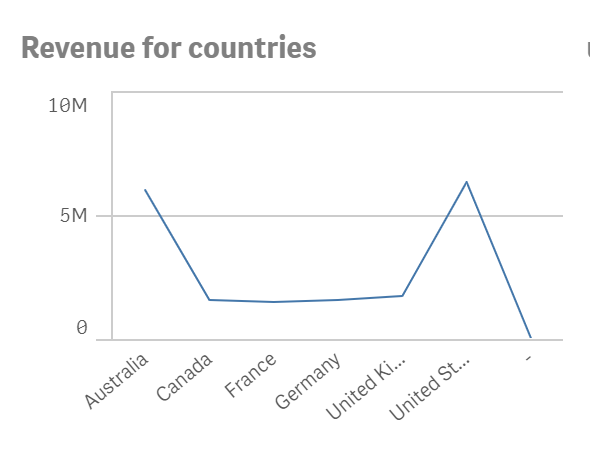 Revenue for countries
10M
5M
0
Australia
Canada
France
Germany
United Ki...
United St...
-